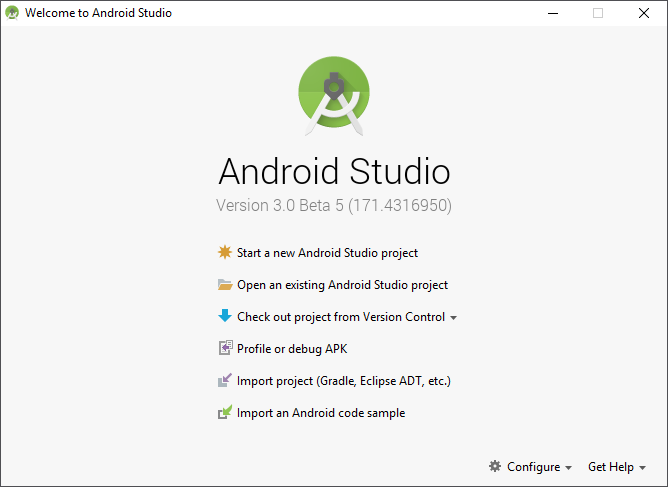 Welcome to Android Studio
Android Studio
Version 3.0 Beta 5 (171.4316950)
Start a new Android Studio project
Open an existing Android Studio project
Check out project from Version Control
Profile or debug APK
Import project (Gradle, Eclipse ADT, etc.)
Import an Android code sample
Configure Get Help